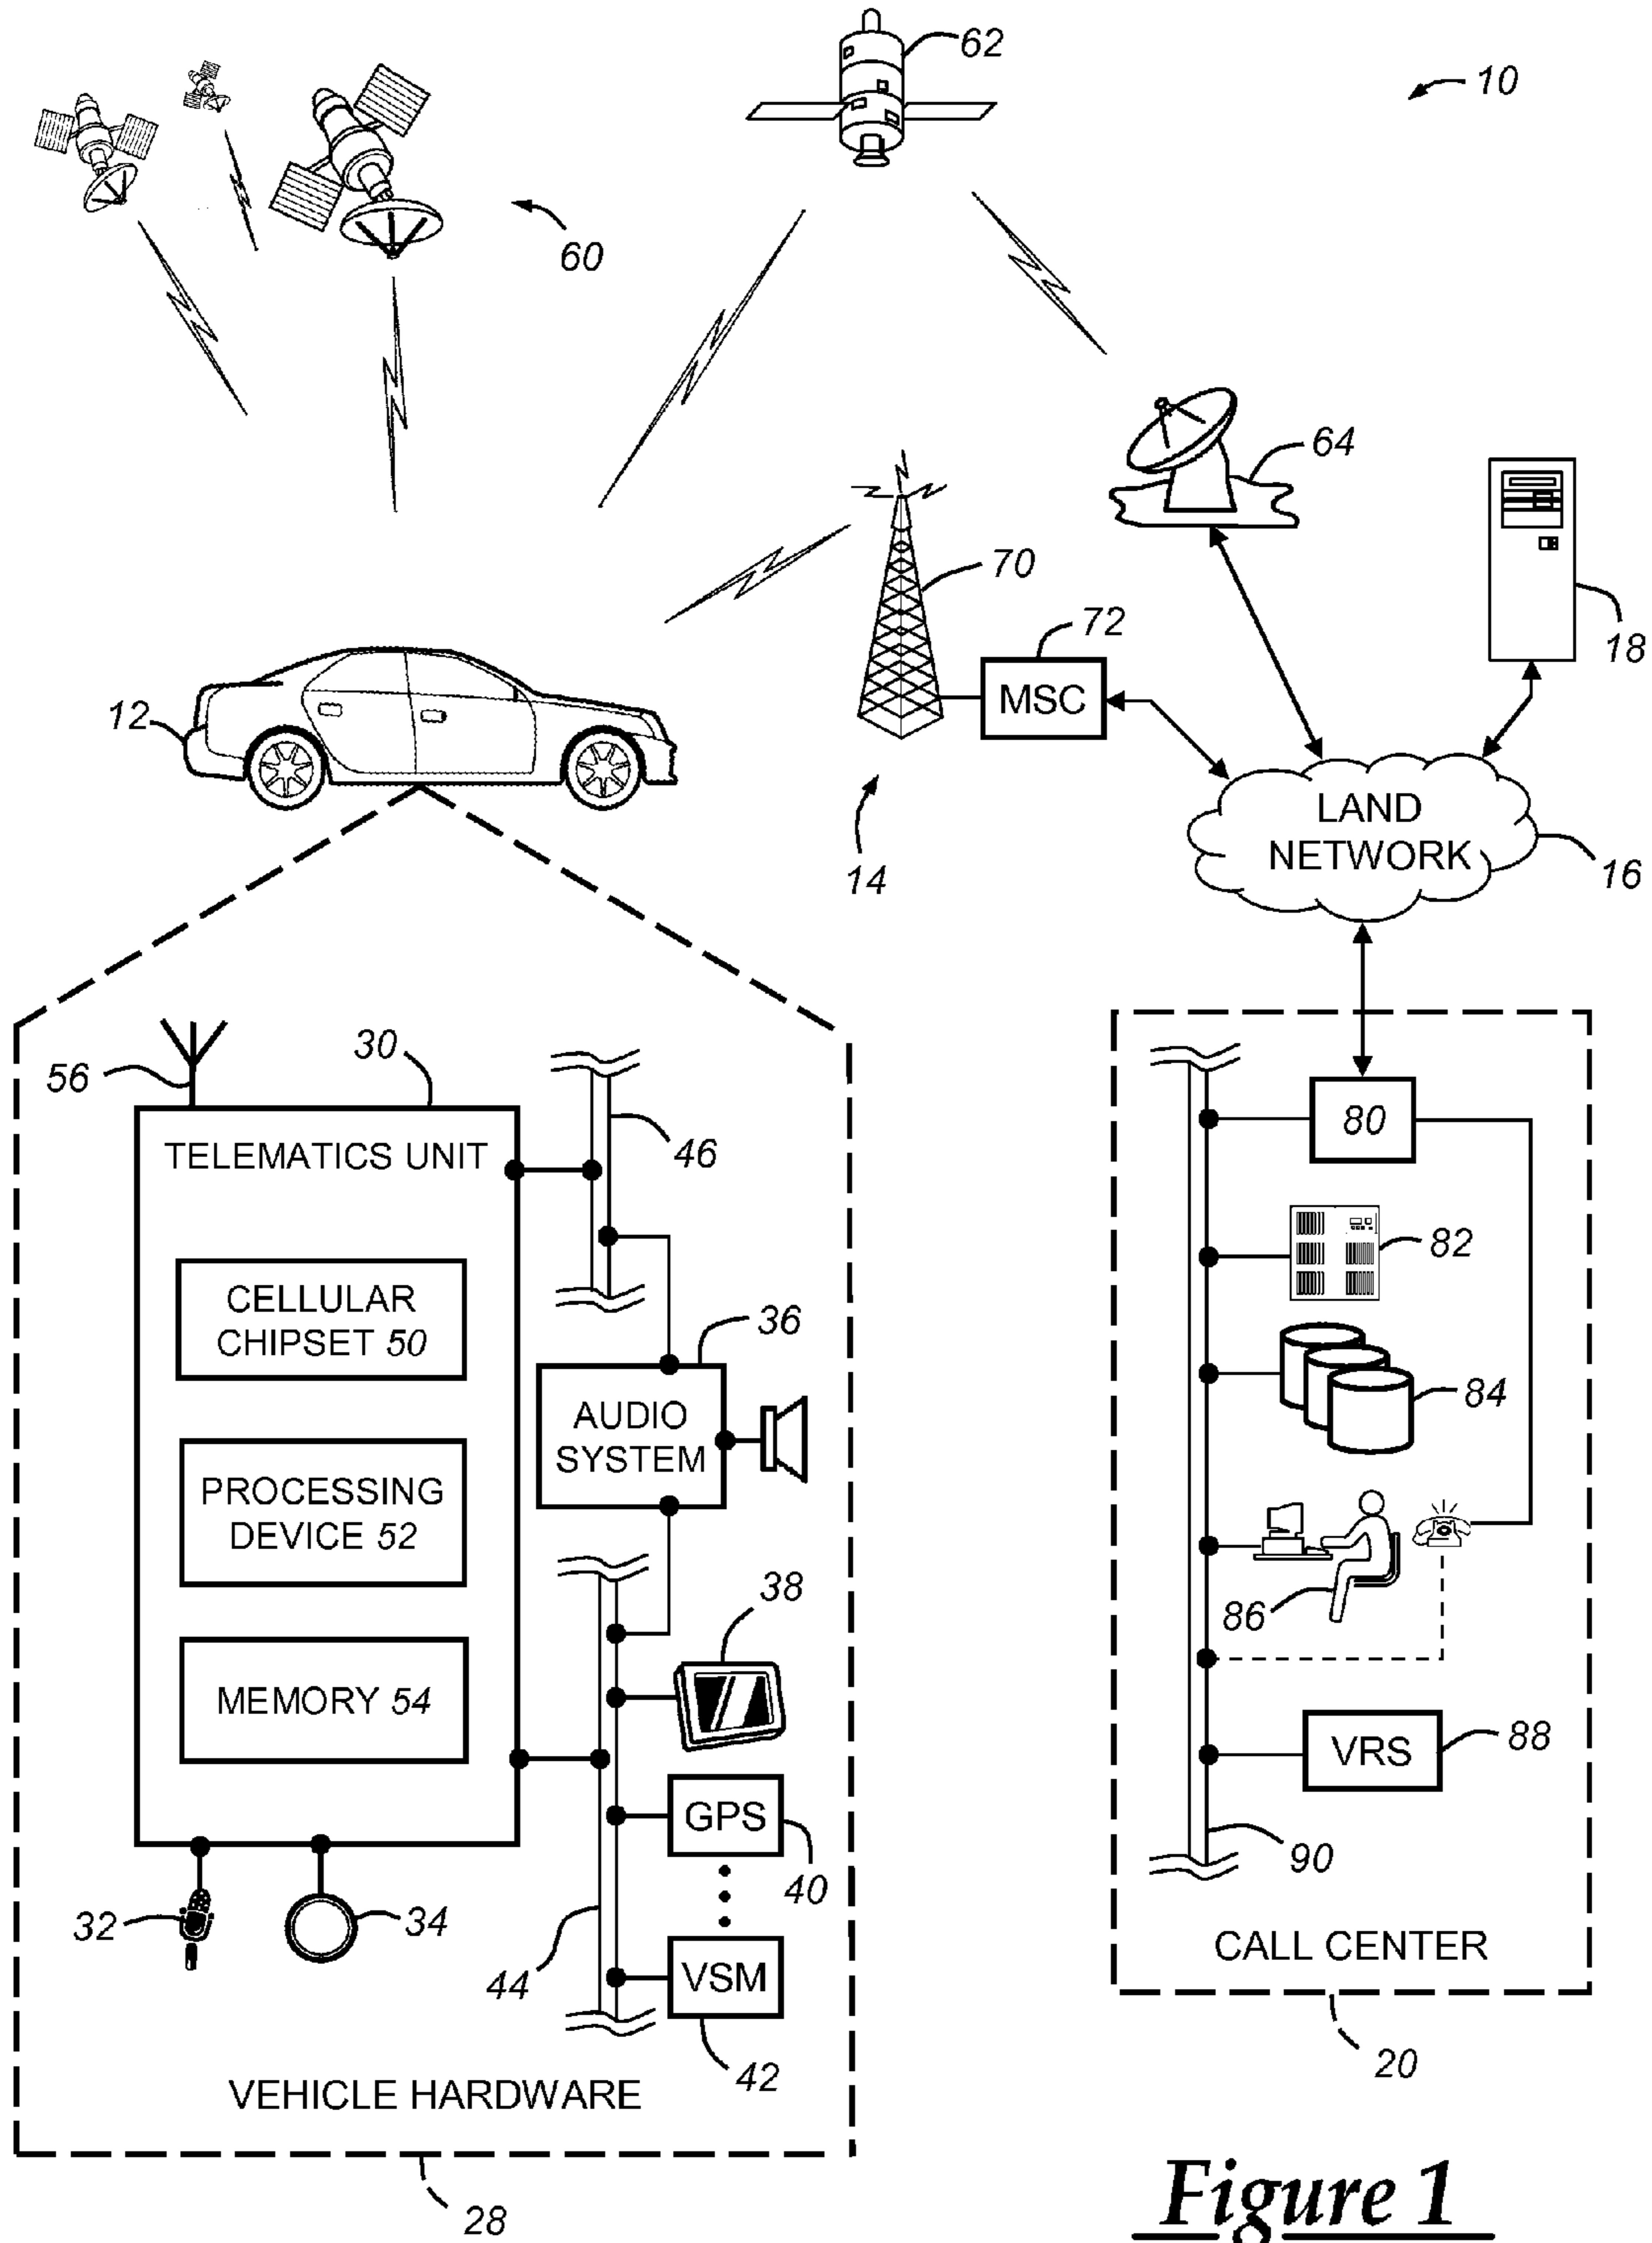 62
10
60
64
70
18
72
MSC
12
LAND
NETWORK
14
16
30
56
TELEMATICS UNIT
46
80
82
CELLULAR
CHIPSET 50
36
AUDIO
SYSTEM
84
PROCESSING
DEVICE 52
38
86
MEMORY 54
VRS
88
GPS
40
90
32
34
44
VSM
CALL CENTER
42
20
VEHICLE HARDWARE
28
Figure 1